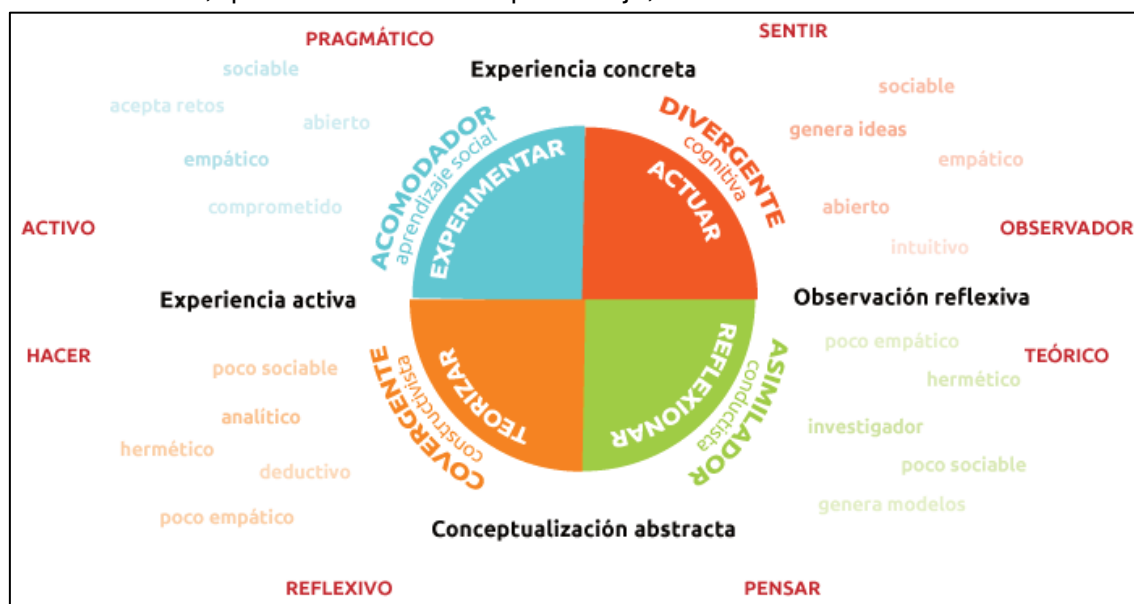 PRAGMÁTICO
SENTIR
sociable
Experiencia concreta
sociable
acepta retos
abierto
genera ideas
empático
empático
comprometido
abierto
intuitivo
ACTIVO
OBSERVADOR
ACOMODADOR
aprendizaje social
EXPERIMENTAR
DIVERGENTE
cognitiva
ACTUAR
Experiencia activa
Observación reflexiva
HACER
TEÓRICO
poco sociable
analítico
hermético
deductivo
poco empático
COVERGENTE
constructivista
TEORIZAR
REFLEXIONAR
ASIMILADOR
conductista
poco empático
hermético
investigador
poco sociable
genera modelos
Conceptualización abstracta
REFLEXIVO
PENSAR